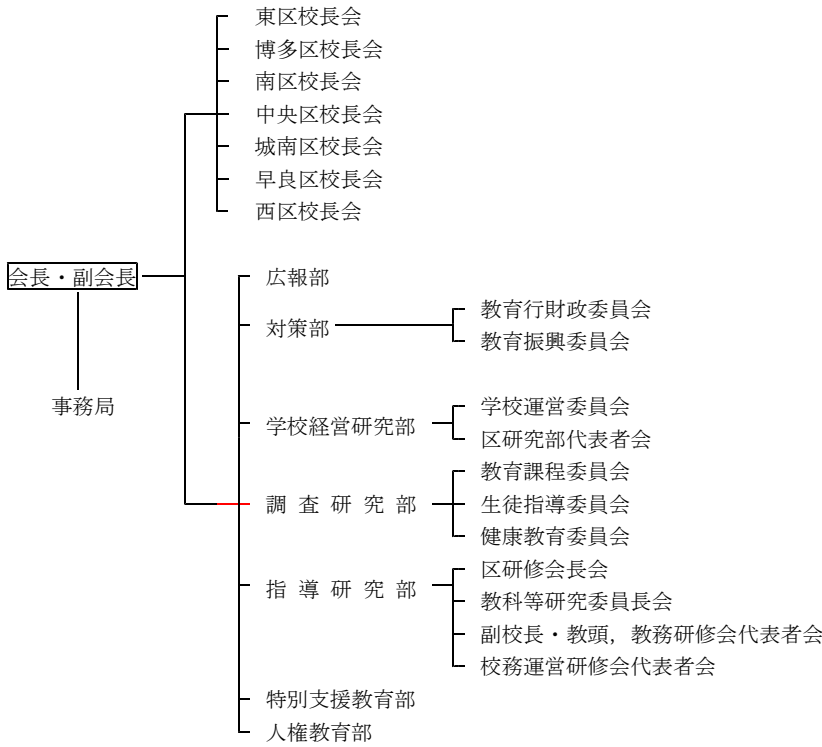 東区校長会
博多区校長会
南区校長会
中央区校長会
城南区校長会
早良区校長会
西区校長会
会長・副会長
事務局
広報部
対策部
教育行財政委員会
教育振興委員会
学校経営研究部
学校運営委員会
区研究部代表者会
調査研究部
教育課程委員会
生徒指導委員会
健康教育委員会
指導研究部
区研修会長会
教科等研究委員長会
副校長・教頭，教務研修会代表者会
校務運営研修会代表者会
特別支援教育部
人権教育部